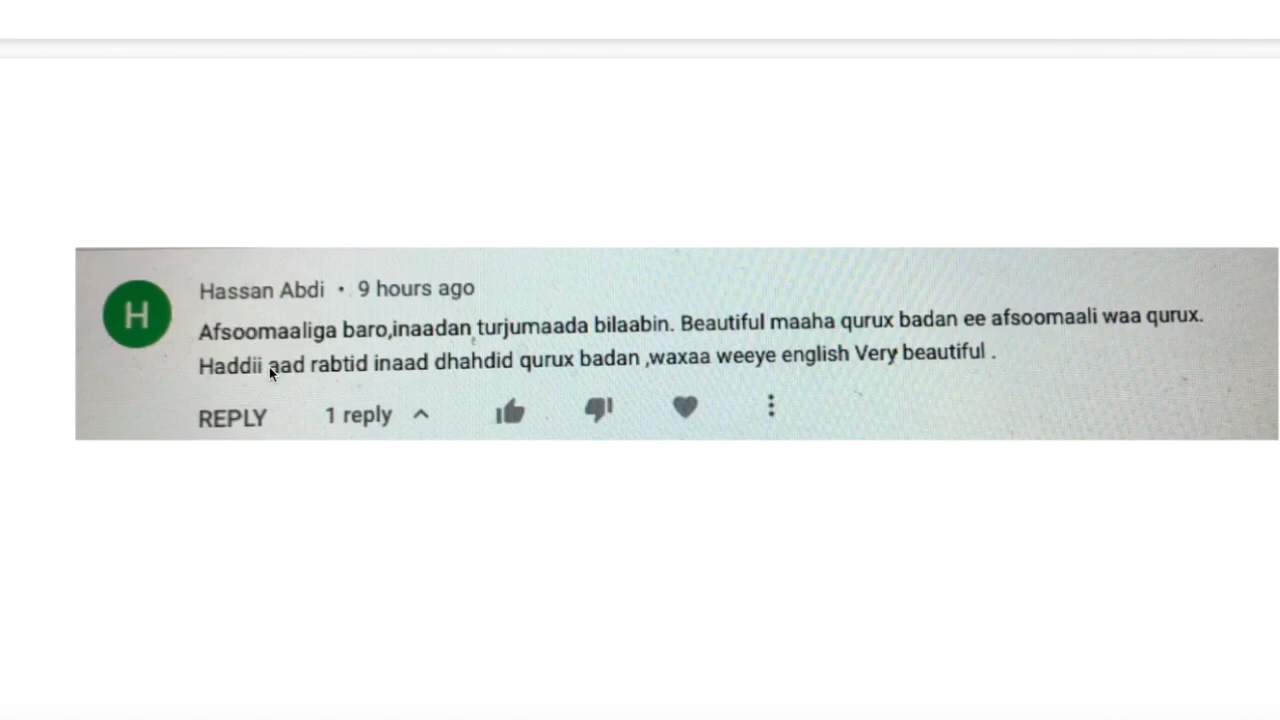 H
Hassan Abdi · 9 hours ago
Afsoomaaliga baro,inaadan turjumaada bilaabin. Beautiful maaha qurux badan ee afsoomaali waa qurux.
Haddii aad rabtid inaad dhahdid qurux badan ,waxaa weeye english Very beautiful .
REPLY 1 reply